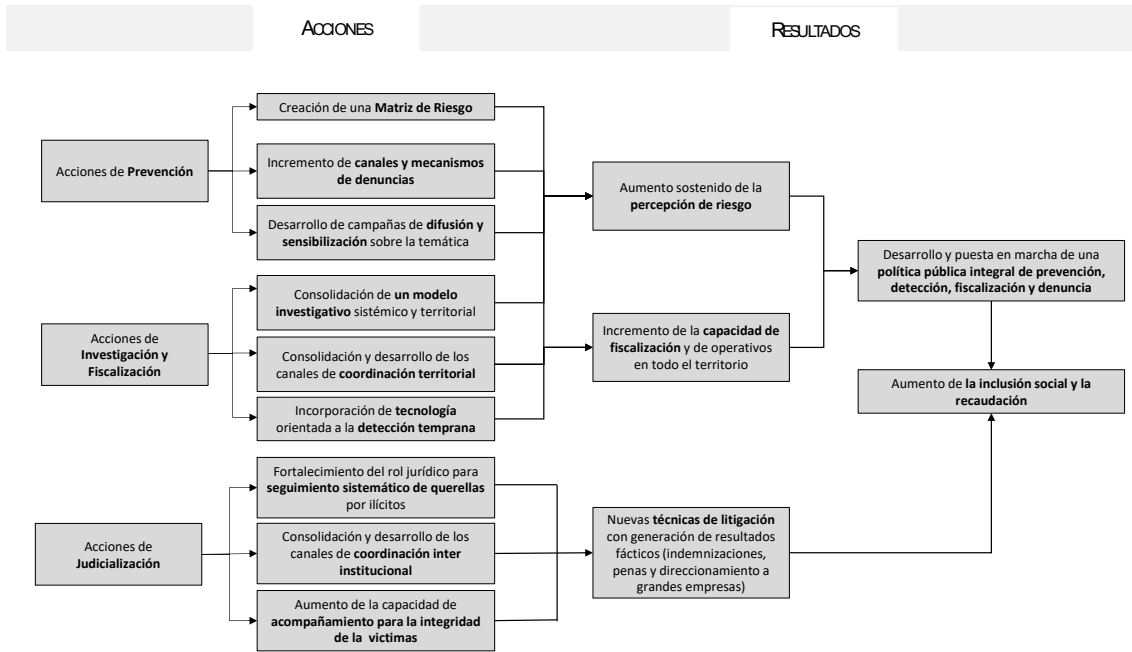 ACCIONES
RESULTADOS
Creación de una Matriz de Riesgo
Acciones de Prevención
Incremento de canales y mecanismos
de denuncias
Desarrollo de campañas de difusión y
sensibilización sobre la temática
Aumento sostenido de la
percepción de riesgo
Desarrollo y puesta en marcha de una
política pública integral de prevención,
detección, fiscalización y denuncia
Acciones de
Investigación y
Fiscalización
Consolidación de un modelo
investigativo sistémico y territorial
Consolidación y desarrollo de los
canales de coordinación territorial
Incorporación de tecnología
orientada a la detección temprana
Incremento de la capacidad de
fiscalización y de operativos
en todo el territorio
Aumento de la inclusión social y la
recaudación
Acciones de
Judicialización
Fortalecimiento del rol jurídico para
seguimiento sistemático de querellas
por ilícitos
Consolidación y desarrollo de los
canales de coordinación inter
institucional
Aumento de la capacidad de
acompañamiento para la integridad
de la victimas
Nuevas técnicas de litigación
con generación de resultados
fácticos (indemnizaciones,
penas y direccionamiento a
grandes empresas)